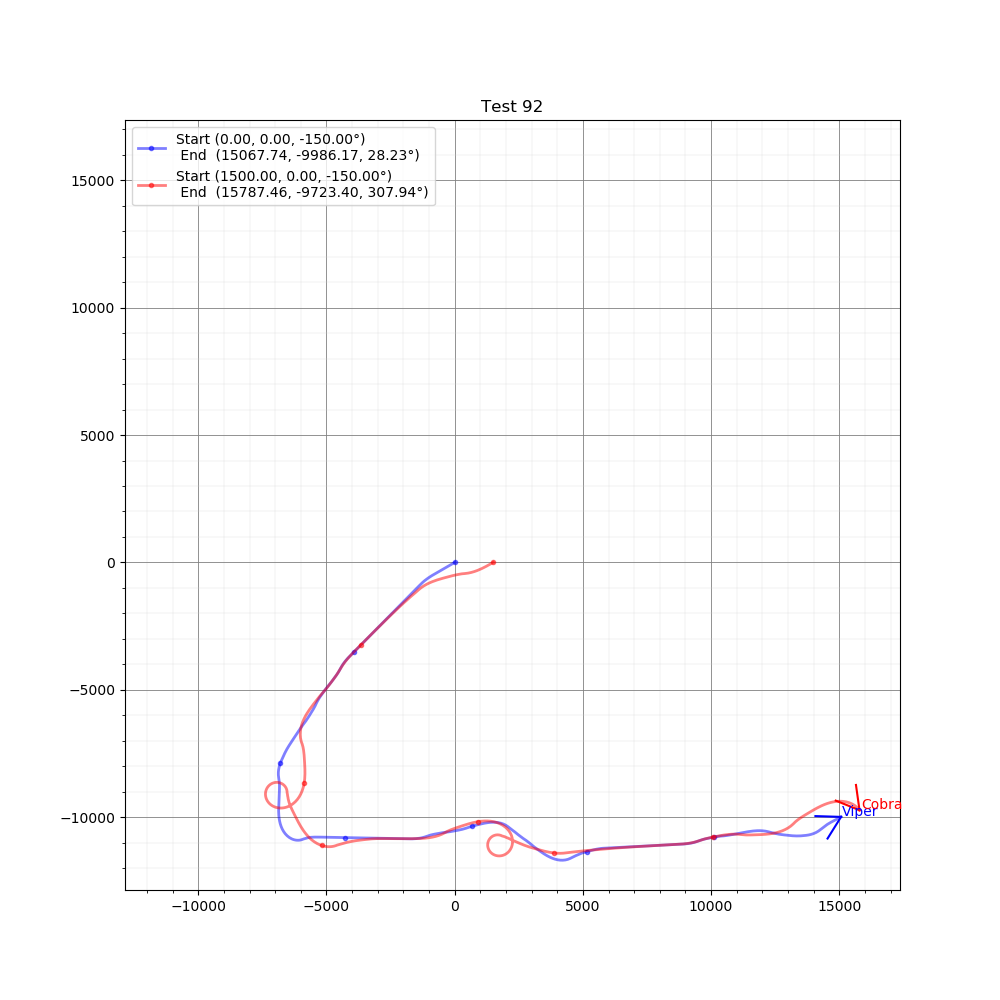 Test 92
Start (0.00, 0.00, -150.00°)
End (15067.74, -9986.17, 28.23°)
Start (1500.00, 0.00, -150.00°)
End (15787.46, -9723.40, 307.94°)
15000
10000
5000
0
−5000
−10000
Cobra
Viper
−10000
−5000
0
5000
10000
15000